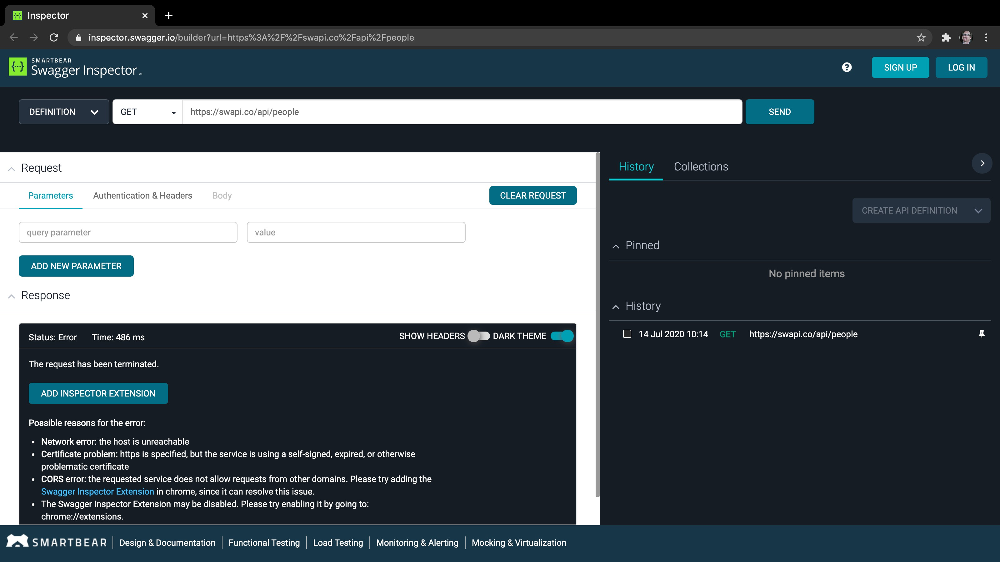 Inspector
inspector.swagger.io/builder?url=https%3A%2F%2Fswapi.co%2Fapi%2Fpeople
SMARTBEAR
Swagger Inspector
SIGN UP
LOG IN
DEFINITION
GET
https://swapi.co/api/people
SEND
Request
Parameters
Authentication & Headers
Body
CLEAR REQUEST
query parameter
value
ADD NEW PARAMETER
Response
Status: Error
Time: 486 ms
SHOW HEADERS
DARK THEME
The request has been terminated.
ADD INSPECTOR EXTENSION
Possible reasons for the error:
• Network error: the host is unreachable
• Certificate problem: https is specified, but the service is using a self-signed, expired, or otherwise
problematic certificate
• CORS error: the requested service does not allow requests from other domains. Please try adding the
Swagger Inspector Extension in chrome, since it can resolve this issue.
• The Swagger Inspector Extension may be disabled. Please try enabling it by going to:
chrome://extensions.
History
Collections
CREATE API DEFINITION
Pinned
No pinned items
History
14 Jul 2020 10:14 GET https://swapi.co/api/people
SMARTBEAR
Design & Documentation
Functional Testing
Load Testing
Monitoring & Alerting
Mocking & Virtualization